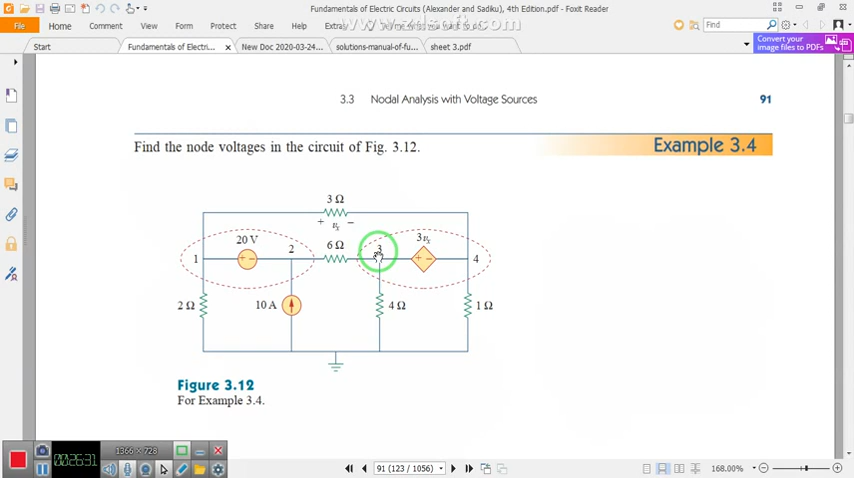 Fundamentals of Electric Circuits (Alexander and Sadiku), 4th Edition.pdf - Foxit Reader
File Home Comment View Form Protect Share Help Extra Find
Start Fundamentals of Electri... New Doc 2020-03-24... solutions-manual-of-fu... sheet 3.pdf
Convert your
image files to PDFs
3.3 Nodal Analysis with Voltage Sources 91
Find the node voltages in the circuit of Fig. 3.12.
Example 3.4
3 Ω
+ vx −
20 V 2 6 Ω 3 3vx
1 + − + − 4
2 Ω 10 A 4 Ω 1 Ω
Figure 3.12
For Example 3.4.
1366 × 728
00:26:31
91 (123 / 1056)
168.00%